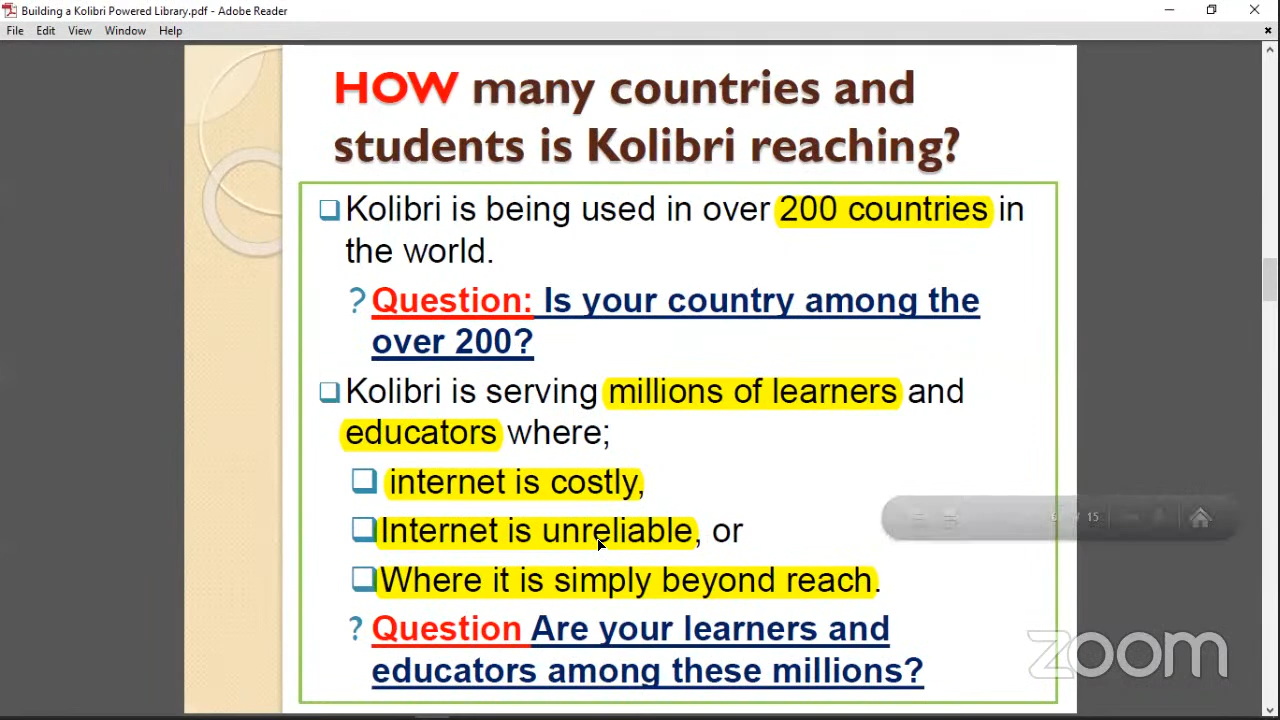 Building a Kolibri Powered Library.pdf - Adobe Reader
File Edit View Window Help
HOW many countries and
students is Kolibri reaching?
Kolibri is being used in over 200 countries in
the world.
? Question: Is your country among the
over 200?
Kolibri is serving millions of learners and
educators where;
internet is costly,
Internet is unreliable, or
Where it is simply beyond reach.
6 / 15
? Question Are your learners and
educators among these millions?
zoom